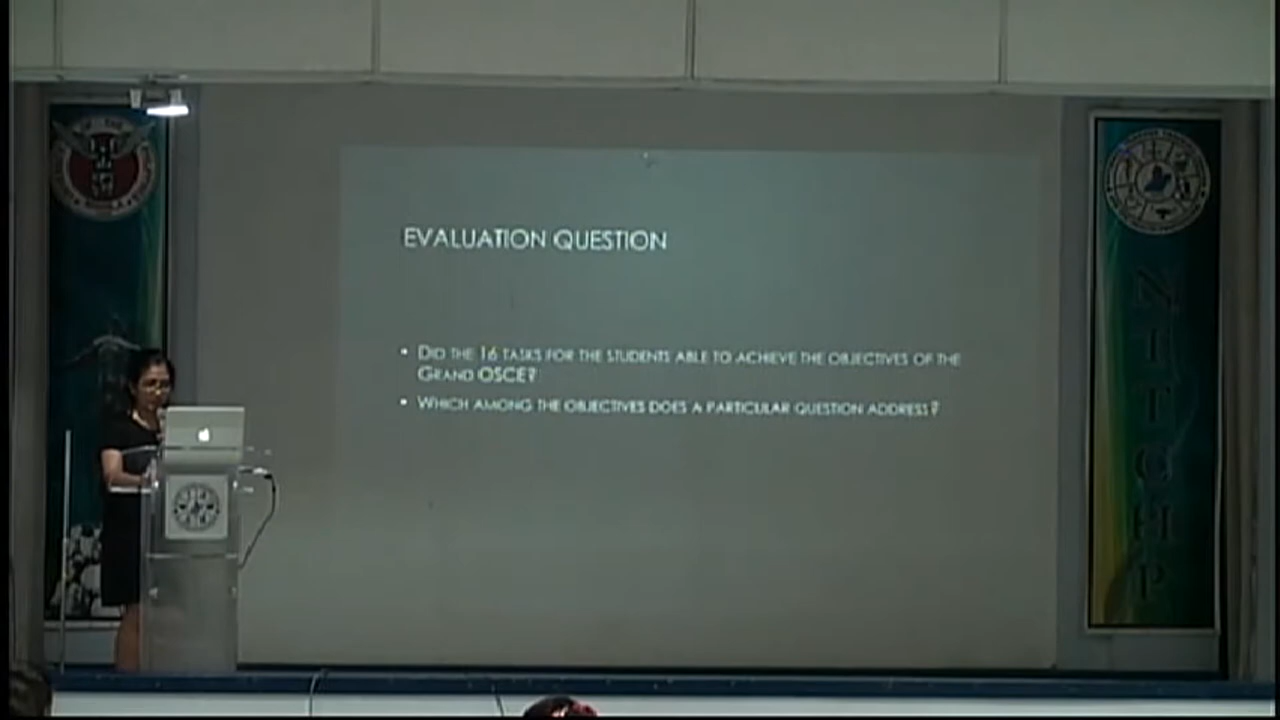 EVALUATION QUESTION
• DID THE 16 TASKS FOR THE STUDENTS ABLE TO ACHIEVE THE OBJECTIVES OF THE
GRAND OSCE?
• WHICH AMONG THE OBJECTIVES DOES A PARTICULAR QUESTION ADDRESS?
NTTCHP